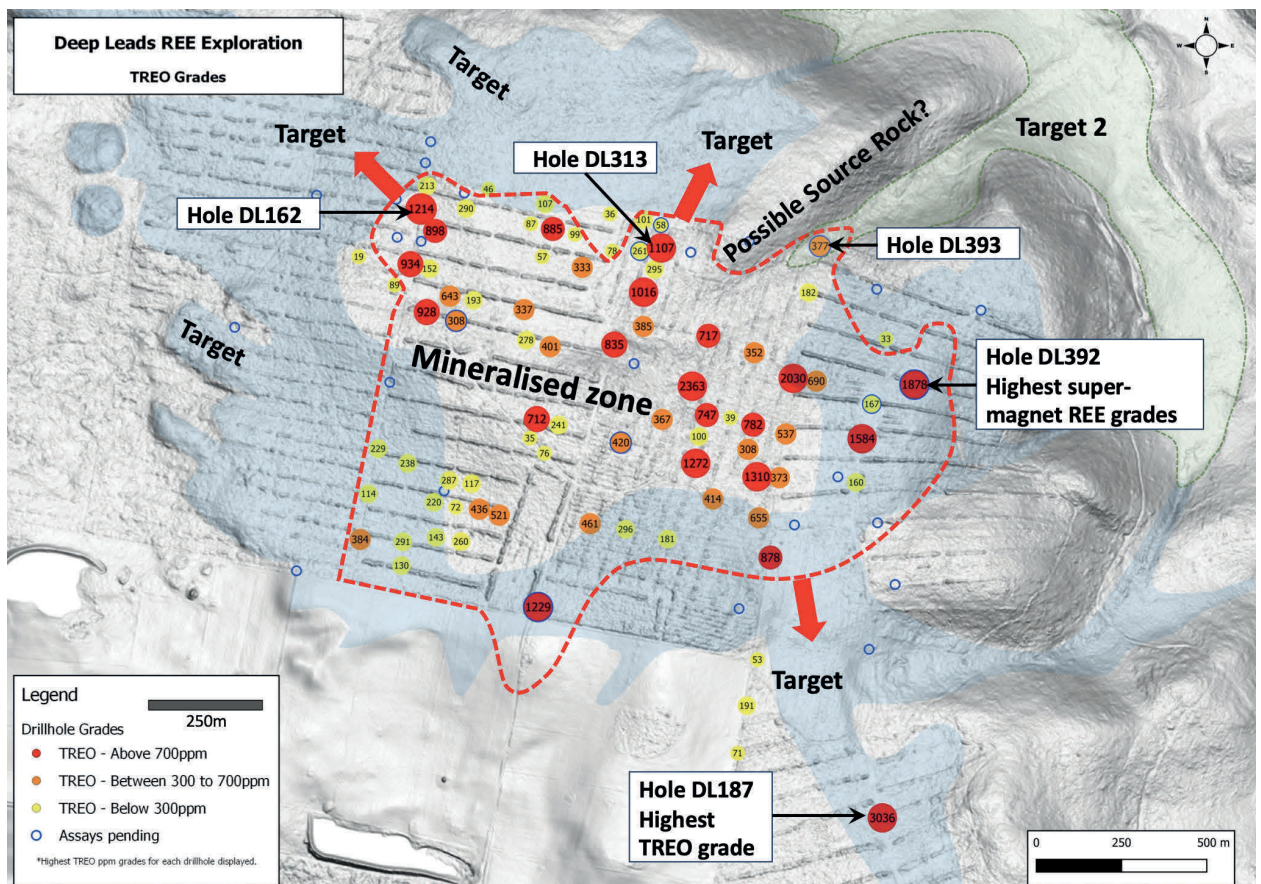 Deep Leads REE Exploration
TREO Grades
N
W E
S
Target
Target
Target
Target 2
Possible Source Rock?
Hole DL313
Hole DL162
Hole DL393
213
46
290
107
1214
898
87
885
99
36
101
58
78
261
1107
377
19
934
152
57
333
295
89
643
193
1016
182
928
308
337
385
278
401
835
717
352
33
Target
Mineralised zone
Hole DL392
Highest super-
magnet REE grades
2363
2030
690
1878
167
712
241
367
747
39
782
35
420
100
308
537
1584
76
229
238
1272
1310
373
160
287
117
114
220
72
436
521
414
655
461
296
181
384
291
143
260
130
878
1229
53
Target
191
71
Hole DL187
Highest
TREO grade
3036
Legend
250m
Drillhole Grades
TREO - Above 700ppm
TREO - Between 300 to 700ppm
TREO - Below 300ppm
Assays pending
*Highest TREO ppm grades for each drillhole displayed.
0 250 500 m